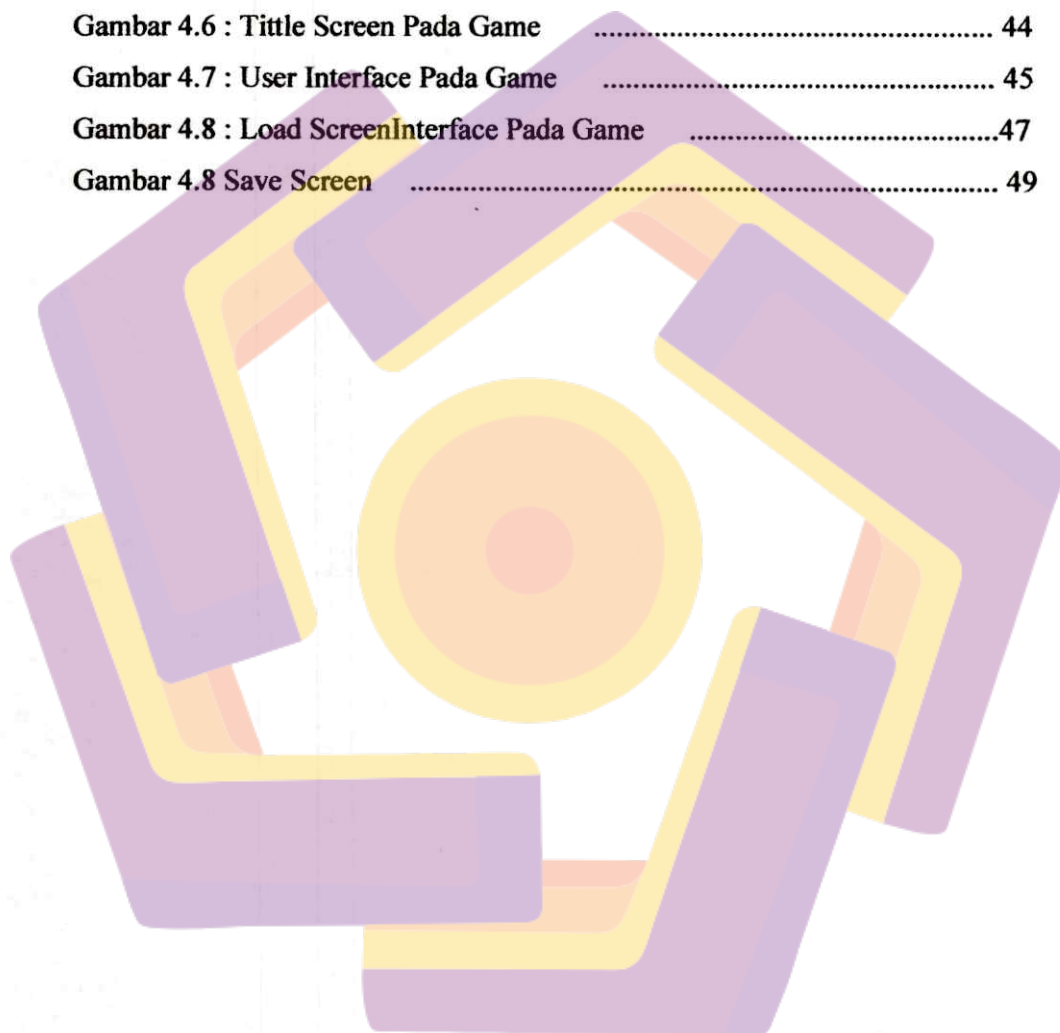 Gambar 4.6 : Tittle Screen Pada Game ................................................ 44
Gambar 4.7 : User Interface Pada Game ............................................... 45
Gambar 4.8 : Load ScreenInterface Pada Game .....................................47
Gambar 4.8 Save Screen ....................................................................... 49